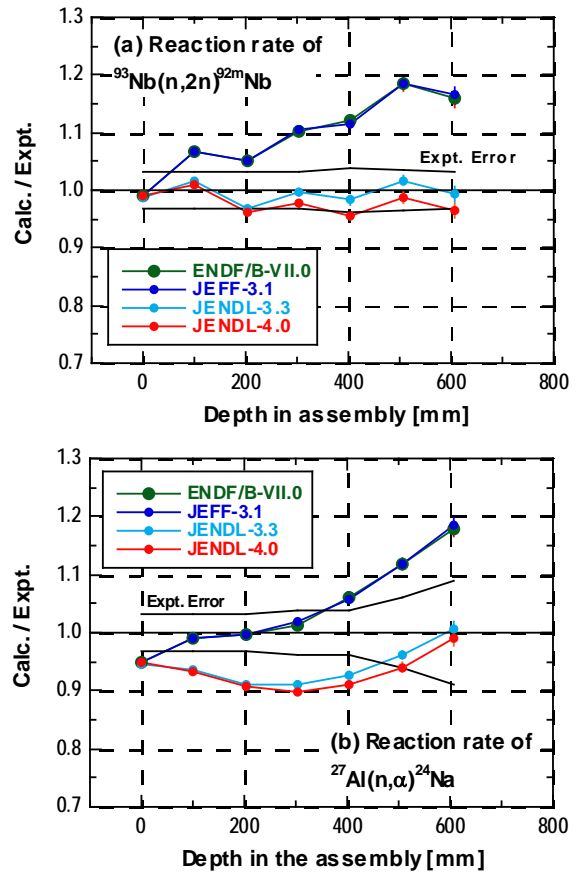 1.3
(a) Reaction rate of
⁹³Nb(n,2n)⁹²ᵐNb
1.2
1.1
Expt. Error
1.0
0.9
ENDF/B-VII.0
JEFF-3.1
JENDL-3.3
JENDL-4.0
0.8
0.7
Calc. / Expt.
0 200 400 600 800
Depth in assembly [mm]
1.3
ENDF/B-VII.0
JEFF-3.1
JENDL-3.3
JENDL-4.0
1.2
1.1
Expt. Error
1.0
0.9
(b) Reaction rate of
²⁷Al(n,α)²⁴Na
0.8
0.7
Calc. / Expt.
0 200 400 600 800
Depth in the assembly [mm]